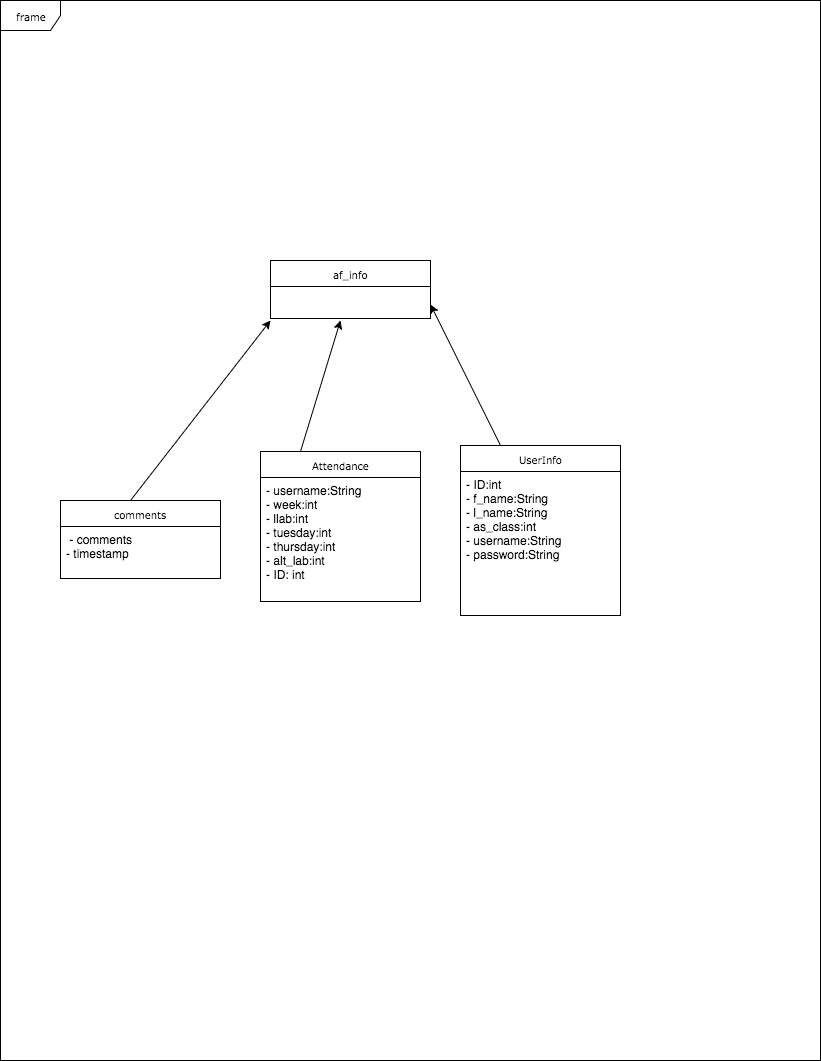 frame
af_info
comments
- comments
- timestamp
Attendance
- username:String
- week:int
- llab:int
- tuesday:int
- thursday:int
- alt_lab:int
- ID: int
UserInfo
- ID:int
- f_name:String
- l_name:String
- as_class:int
- username:String
- password:String